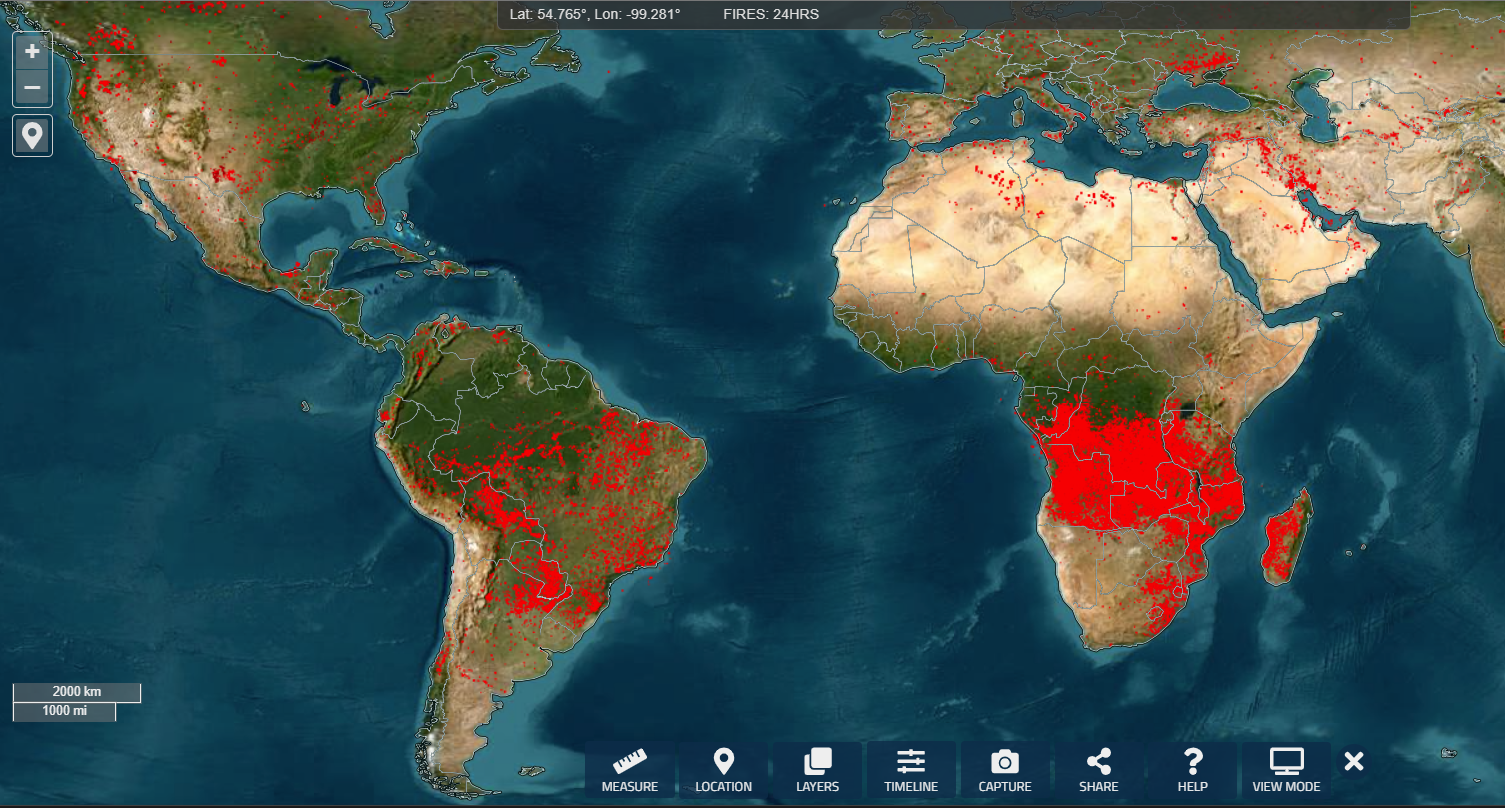 Lat: 54.765°, Lon: -99.281° FIRES: 24HRS
+
−
2000 km
1000 mi
MEASURE LOCATION LAYERS TIMELINE CAPTURE SHARE HELP VIEW MODE